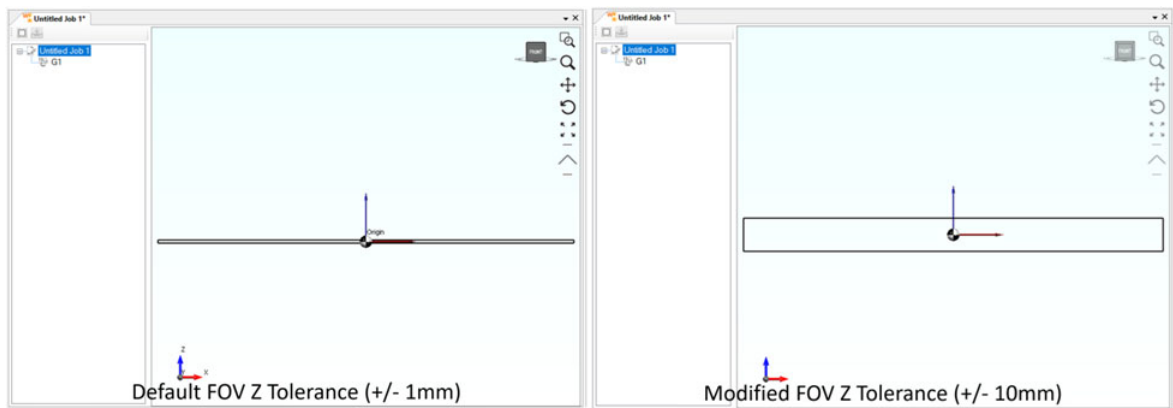 Untitled Job 1*
Untitled Job 1
G1
FRONT
Origin
Z
Y
X
Default FOV Z Tolerance (+/- 1mm)
Untitled Job 1*
Untitled Job 1
G1
Modified FOV Z Tolerance (+/- 10mm)